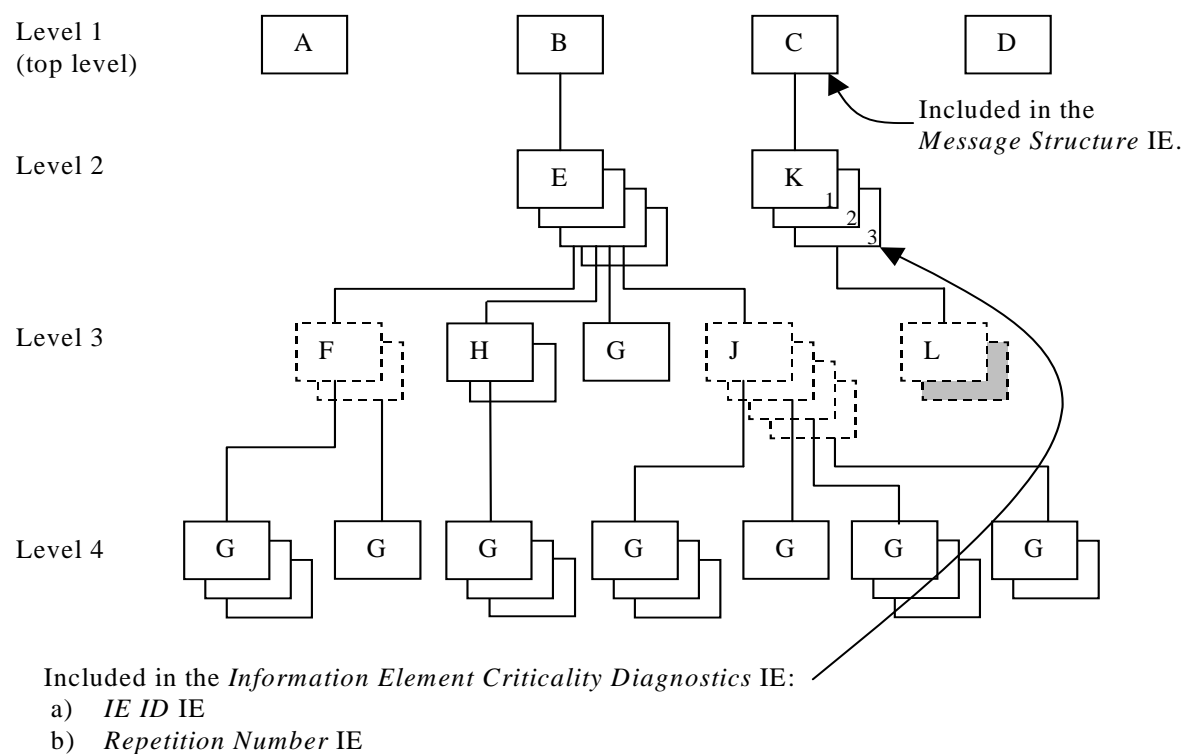 Level 1
(top level)
A
B
C
D
Included in the
Message Structure IE.
Level 2
E
K
1
2
3
Level 3
F
H
G
J
L
Level 4
G
G
G
G
G
G
G
Included in the Information Element Criticality Diagnostics IE:
a) IE ID IE
b) Repetition Number IE